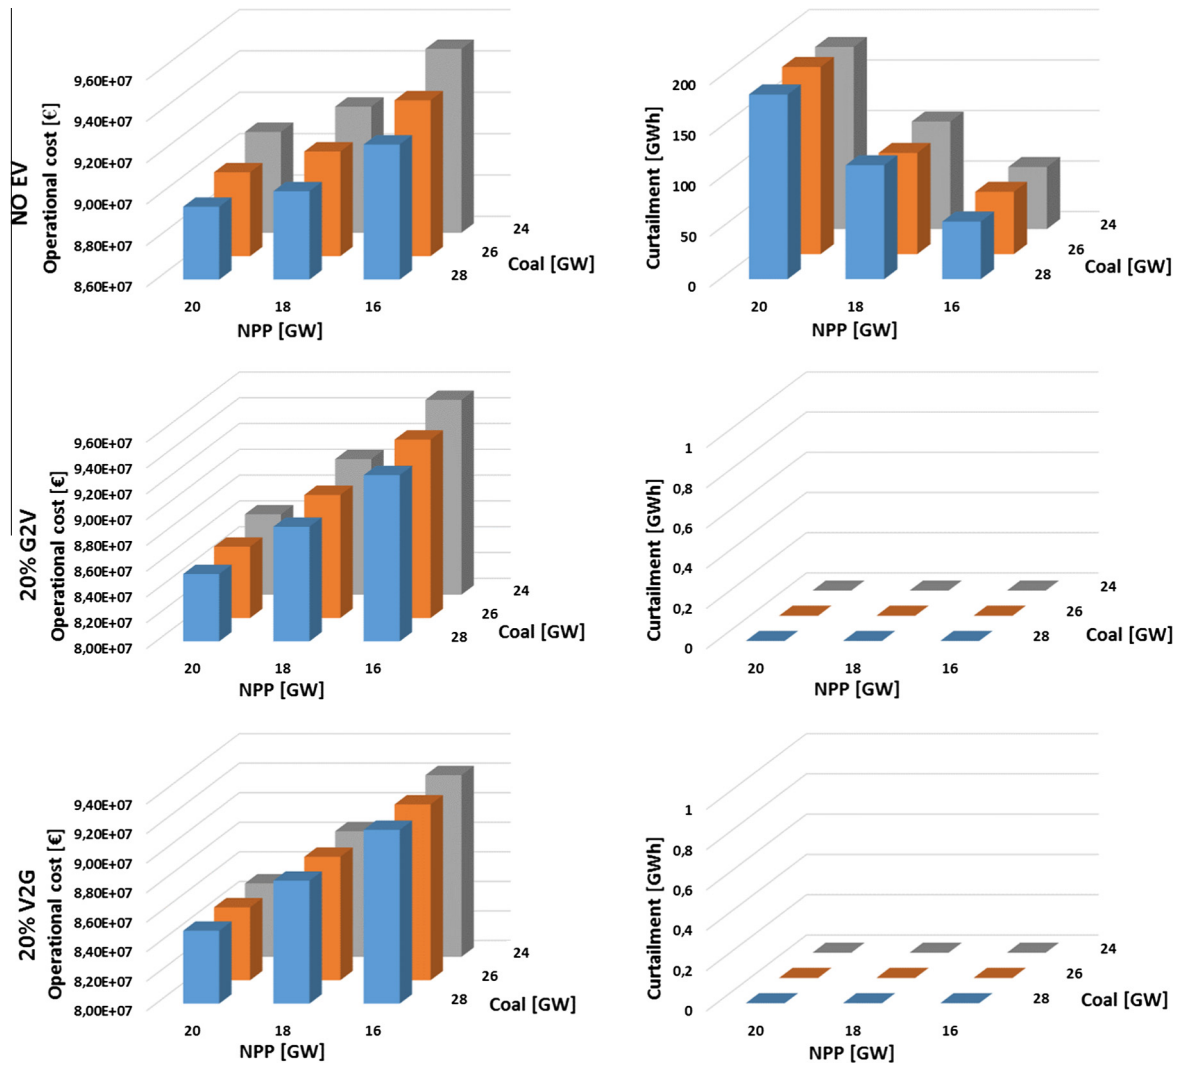 NO EV
Operational cost [€]
9,60E+07
9,40E+07
9,20E+07
9,00E+07
8,80E+07
8,60E+07
20
18
16
NPP [GW]
24
26
28
Coal [GW]
Curtailment [GWh]
200
150
100
50
0
20
18
16
NPP [GW]
24
26
28
Coal [GW]
20% G2V
Operational cost [€]
9,60E+07
9,40E+07
9,20E+07
9,00E+07
8,80E+07
8,60E+07
8,40E+07
8,20E+07
8,00E+07
20
18
16
NPP [GW]
24
26
28
Coal [GW]
Curtailment [GWh]
1
0,8
0,6
0,4
0,2
0
20
18
16
NPP [GW]
24
26
28
Coal [GW]
20% V2G
Operational cost [€]
9,40E+07
9,20E+07
9,00E+07
8,80E+07
8,60E+07
8,40E+07
8,20E+07
8,00E+07
20
18
16
NPP [GW]
24
26
28
Coal [GW]
Curtailment [GWh]
1
0,8
0,6
0,4
0,2
0
20
18
16
NPP [GW]
24
26
28
Coal [GW]